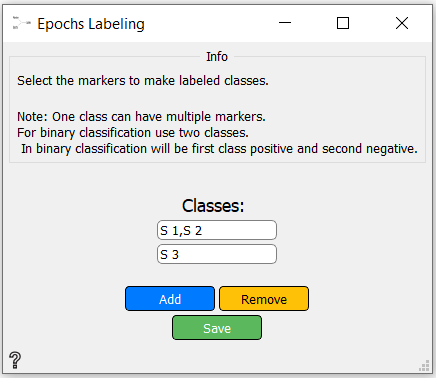 Epochs Labeling
Info
Select the markers to make labeled classes.
Note: One class can have multiple markers.
For binary classification use two classes.
In binary classification will be first class positive and second negative.
Classes:
S 1,S 2
S 3
Add Remove
Save
?